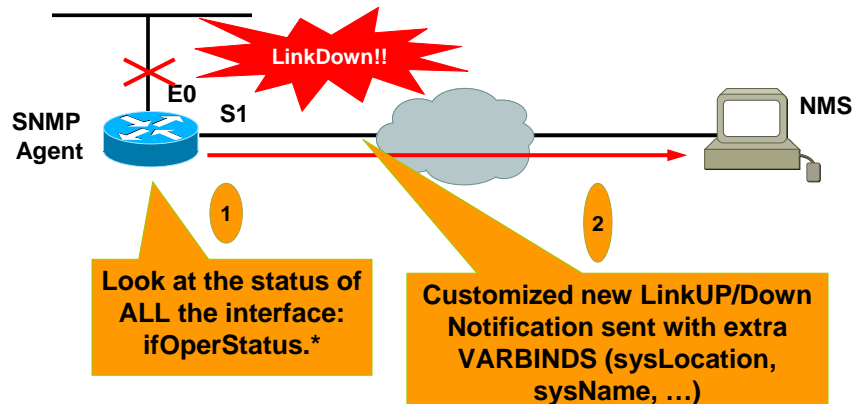 LinkDown!!
E0
S1
SNMP
Agent
NMS
1
2
Look at the status of
ALL the interface:
ifOperStatus.*
Customized new LinkUP/Down
Notification sent with extra
VARBINDS (sysLocation,
sysName, …)